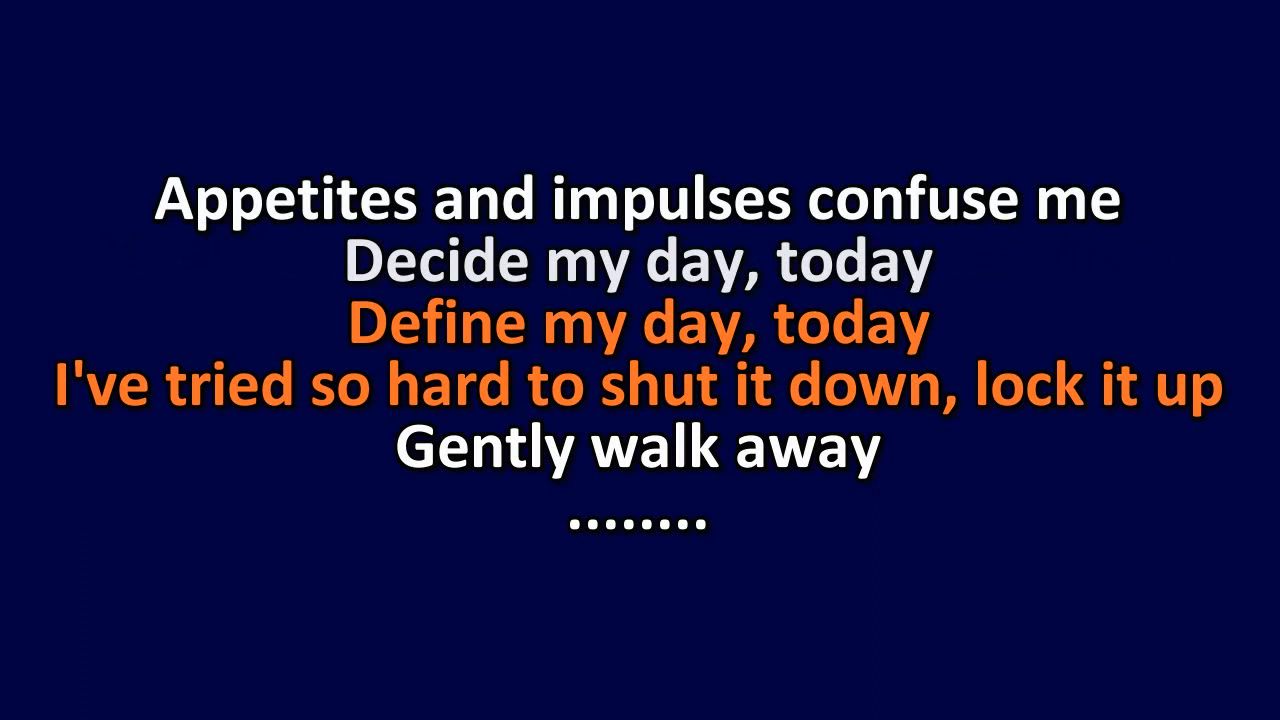 Appetites and impulses confuse me
Decide my day, today
Define my day, today
I've tried so hard to shut it down, lock it up
Gently walk away
........